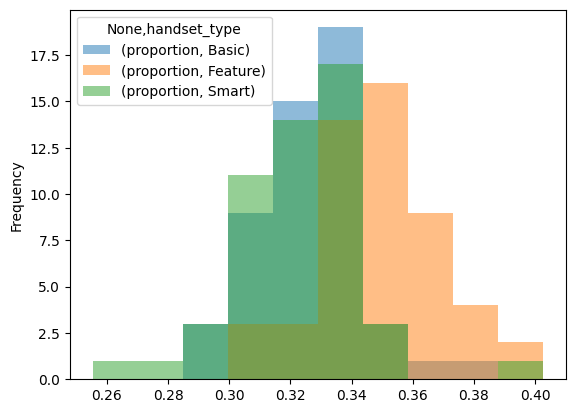 None,handset_type
(proportion, Basic)
(proportion, Feature)
(proportion, Smart)
Frequency
17.5
15.0
12.5
10.0
7.5
5.0
2.5
0.0
0.26 0.28 0.30 0.32 0.34 0.36 0.38 0.40